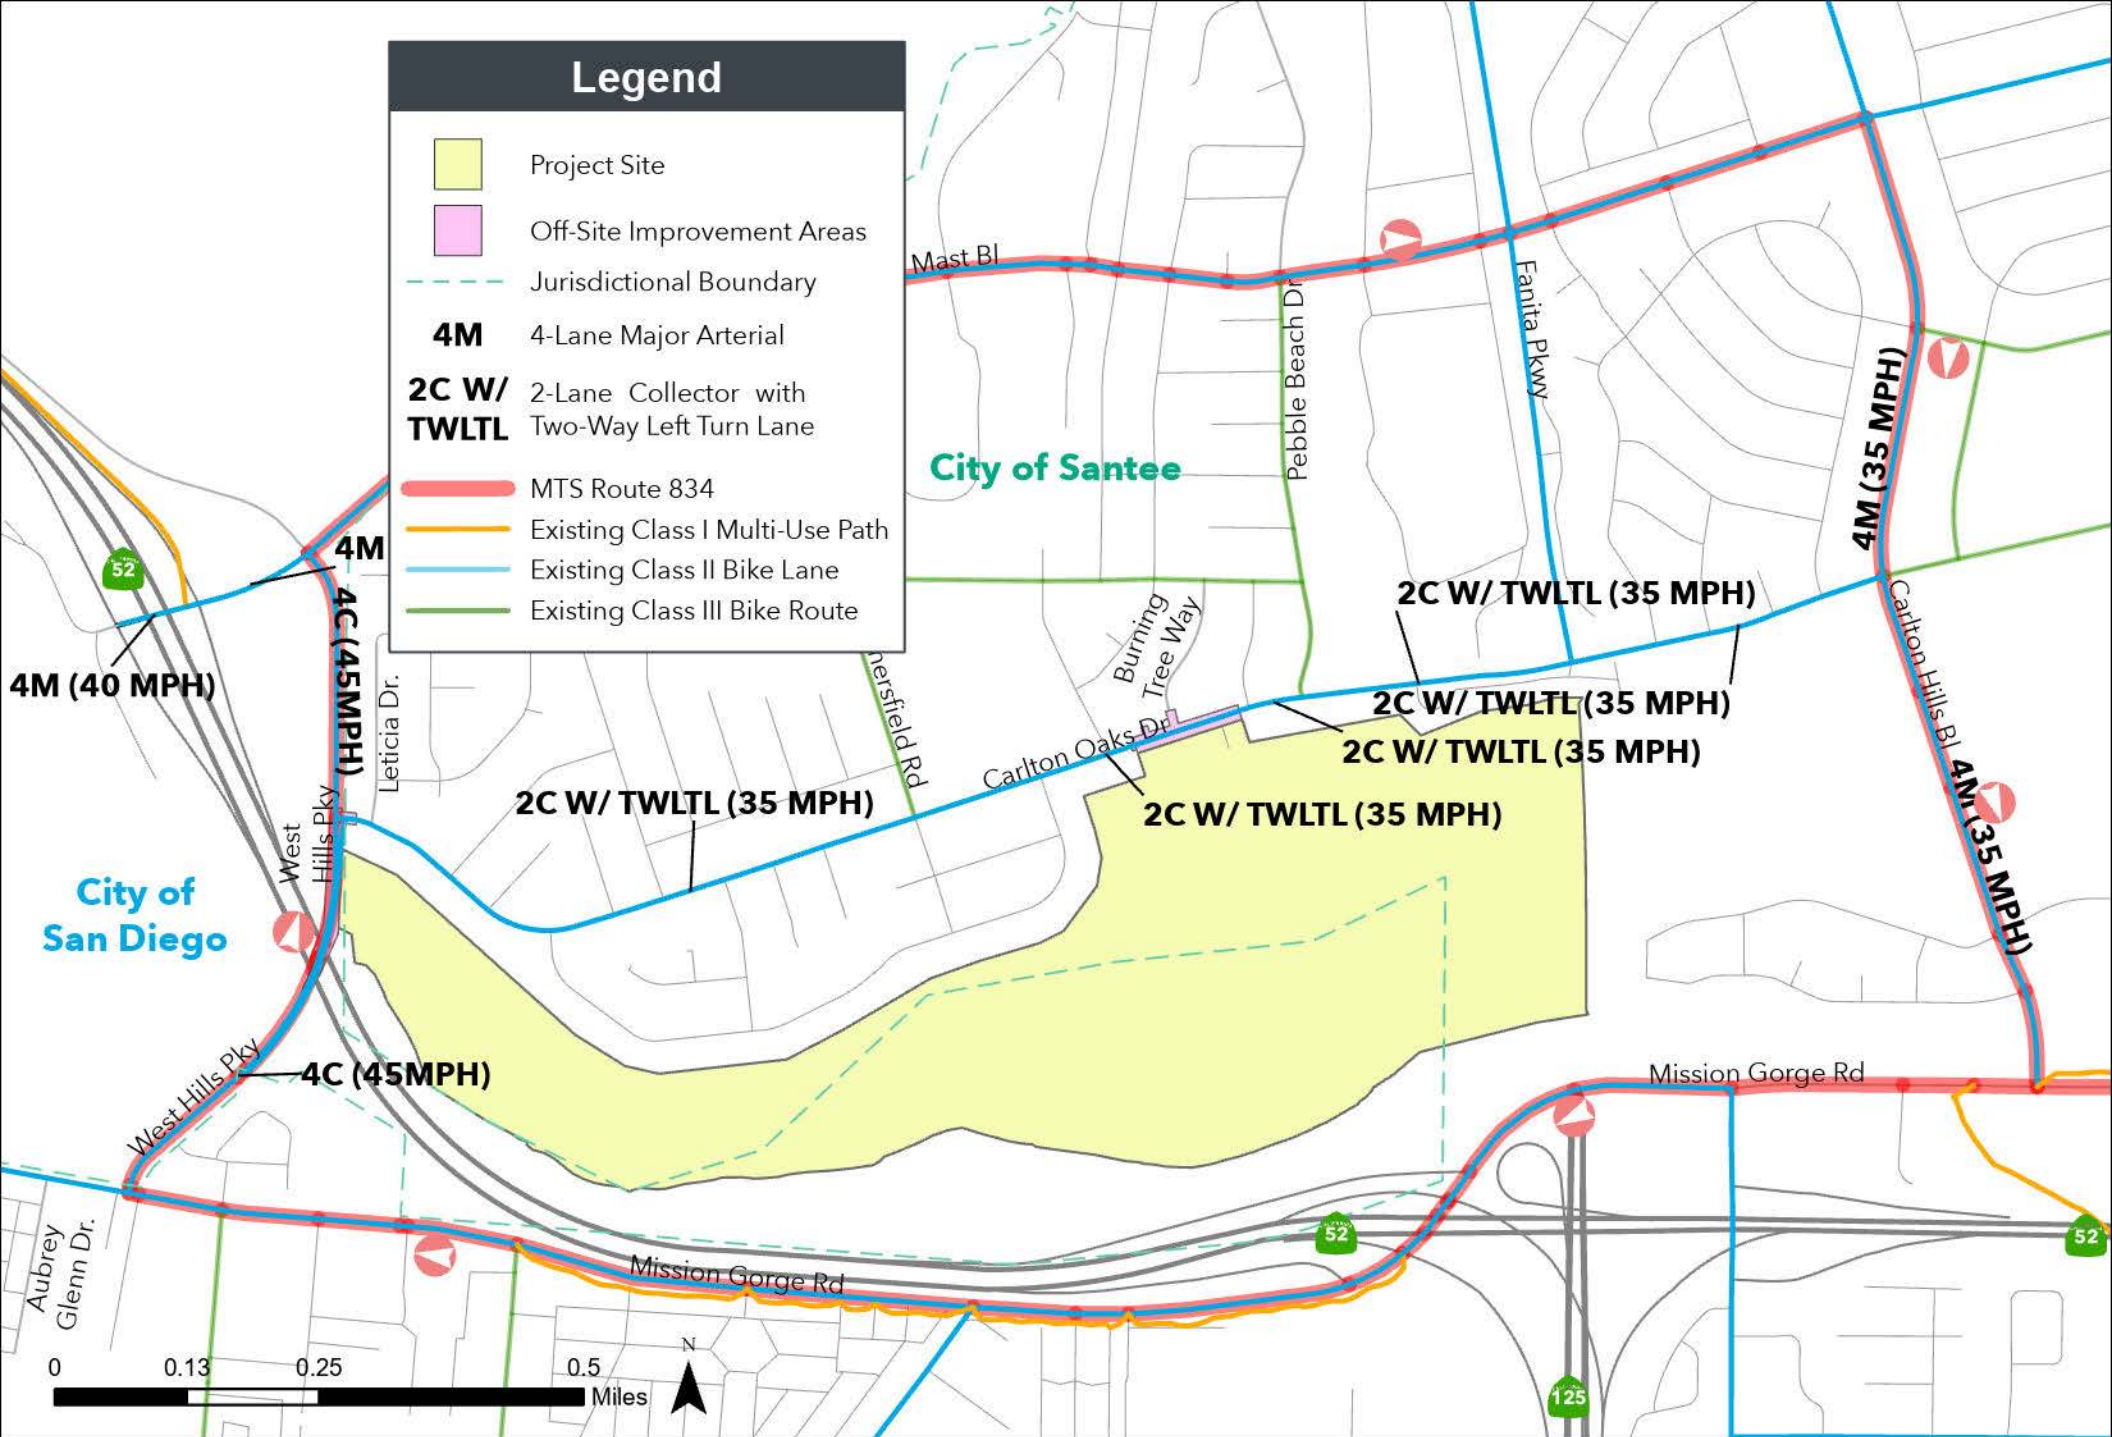 Legend
Project Site
Off-Site Improvement Areas
Jurisdictional Boundary
4M
4-Lane Major Arterial
2C W/
TWLTL
2-Lane Collector with
Two-Way Left Turn Lane
MTS Route 834
Existing Class I Multi-Use Path
Existing Class II Bike Lane
Existing Class III Bike Route
Mast Bl
Fanita Pkwy
Pebble Beach Dr
City of Santee
4M (35 MPH)
52
4M
4C (45MPH)
4M (40 MPH)
Leticia Dr.
nersfield Rd
Burning
Tree Way
2C W/ TWLTL (35 MPH)
2C W/ TWLTL (35 MPH)
2C W/ TWLTL (35 MPH)
Carlton Oaks Dr
2C W/ TWLTL (35 MPH)
2C W/ TWLTL (35 MPH)
Carlton Hills Bl
4M (35 MPH)
West
Hills Pky
City of
San Diego
West Hills Pky
4C (45MPH)
Mission Gorge Rd
52
52
Aubrey
Glenn Dr.
Mission Gorge Rd
125
N
0
0.13
0.25
0.5
Miles